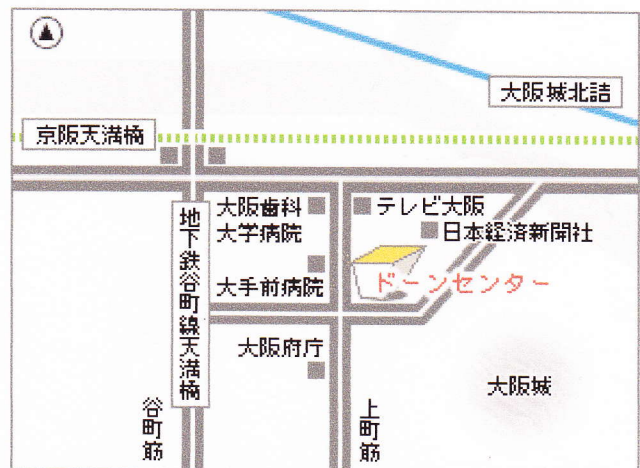 大阪城北詰
京阪天満橋
大阪歯科
大学病院
テレビ大阪
日本経済新聞社
地下鉄谷町線天満橋
大手前病院
ドーンセンター
大阪府庁
大阪城
谷町筋
上町筋